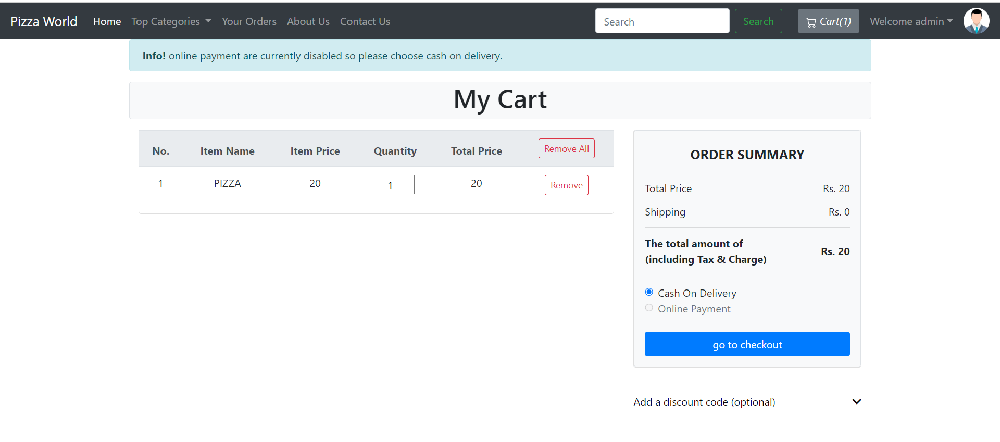 Pizza World Home Top Categories Your Orders About Us Contact Us Search Search Cart(1) Welcome admin
Info! online payment are currently disabled so please choose cash on delivery.
My Cart
No. Item Name Item Price Quantity Total Price Remove All
1 PIZZA 20 1 20 Remove
ORDER SUMMARY
Total Price Rs. 20
Shipping Rs. 0
The total amount of
(including Tax & Charge) Rs. 20
Cash On Delivery
Online Payment
go to checkout
Add a discount code (optional)